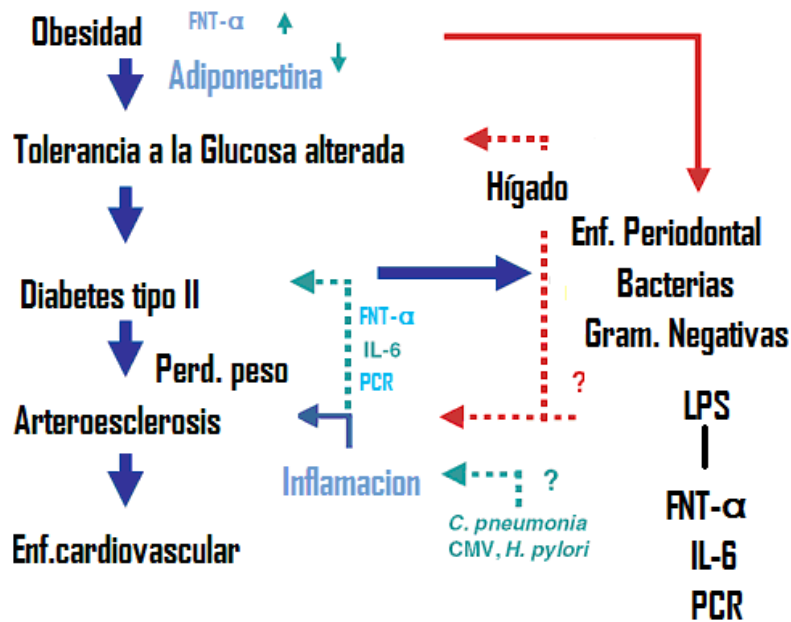 Obesidad
FNT-α
Adiponectina
Tolerancia a la Glucosa alterada
Hígado
Enf. Periodontal
Bacterias
Gram. Negativas
Diabetes tipo II
FNT-α
IL-6
PCR
Perd. peso
?
LPS
Arteroesclerosis
Inflamacion
?
C. pneumonia
CMV, H. pylori
FNT-α
IL-6
PCR
Enf.cardiovascular